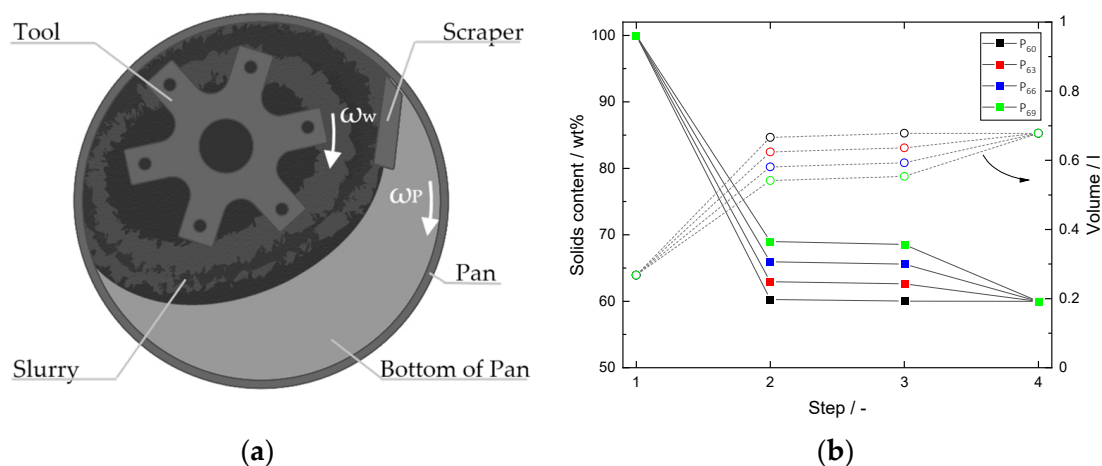 Tool
Scraper
ωw
ωP
Pan
Slurry
Bottom of Pan
(a)
Solids content / wt%
100
90
80
70
60
50
1
2
3
4
Step / -
P60
P63
P66
P69
1
0.8
0.6
0.4
0.2
0
Volume / l
(b)